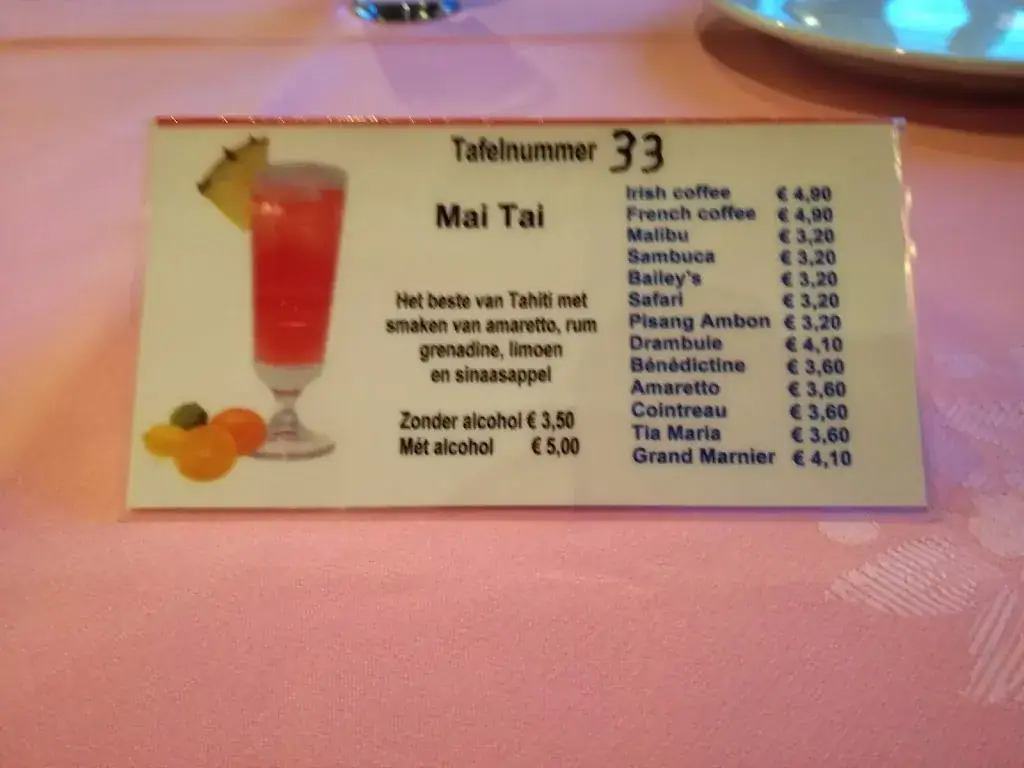 Tafelnummer 33
Mai Tai
Het beste van Tahiti met
smaken van amaretto, rum
grenadine, limoen
en sinaasappel
Zonder alcohol € 3,50
Mét alcohol € 5,00
Irish coffee € 4,90
French coffee € 4,90
Malibu € 3,20
Sambuca € 3,20
Bailey's € 3,20
Safari € 3,20
Pisang Ambon € 3,20
Drambuie € 4,10
Bénédictine € 3,60
Amaretto € 3,60
Cointreau € 3,60
Tia Maria € 3,60
Grand Marnier € 4,10